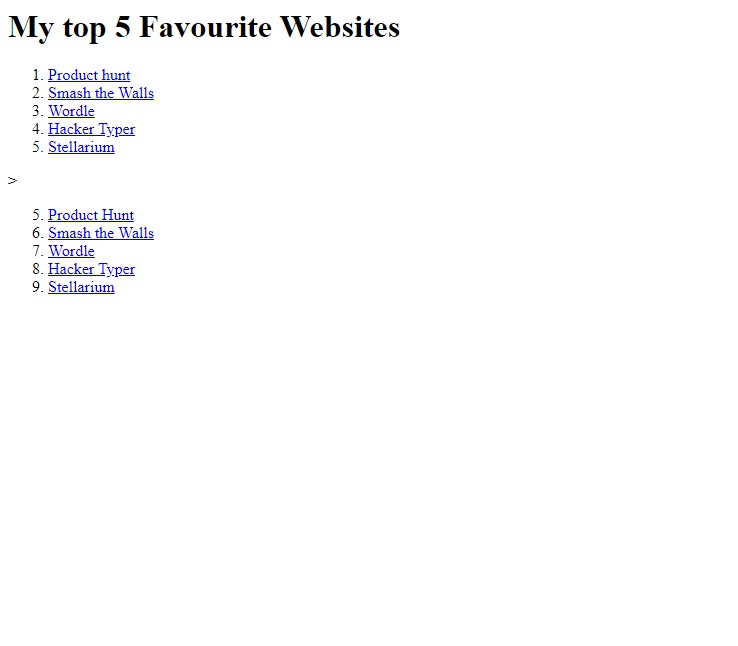 My top 5 Favourite Websites
1. Product hunt
2. Smash the Walls
3. Wordle
4. Hacker Typer
5. Stellarium
>
5. Product Hunt
6. Smash the Walls
7. Wordle
8. Hacker Typer
9. Stellarium